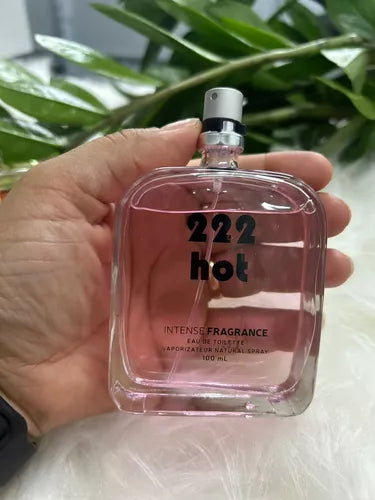 222
hot
INTENSE FRAGRANCE
EAU DE TOILETTE
VAPORIZATEUR NATURAL SPRAY
100 mL